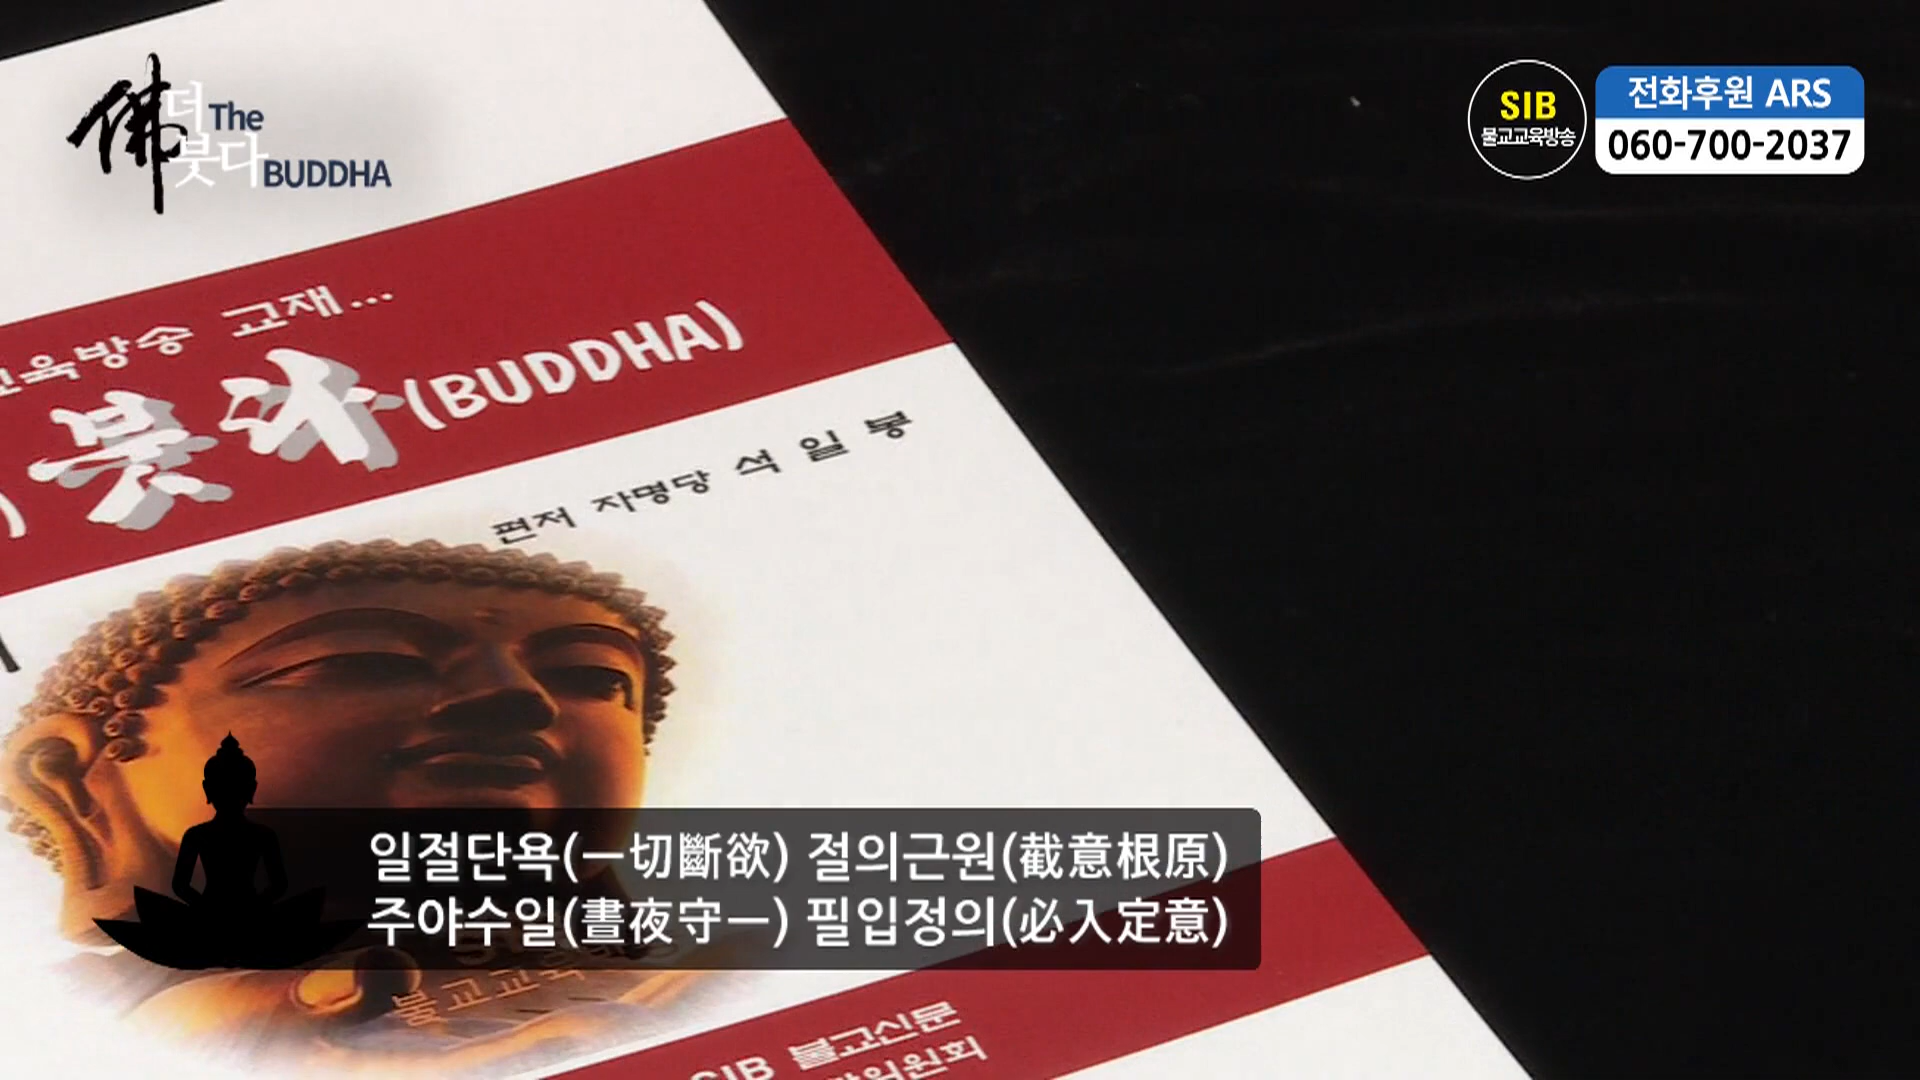 佛 더 붓다 The BUDDHA
SIB
불교교육방송
전화후원 ARS
060-700-2037
교육방송 교재...
붓다(BUDDHA)
편저 자명당 석일봉
일절단욕(一切斷欲) 절의근원(截意根原)
주야수일(晝夜守一) 필입정의(必入定意)
불교교육
SIB 불교신문
위원회